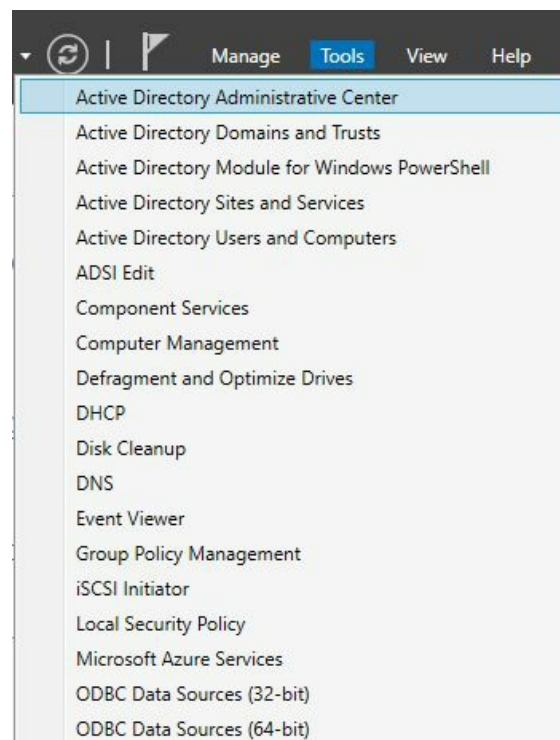 Manage Tools View Help
Active Directory Administrative Center
Active Directory Domains and Trusts
Active Directory Module for Windows PowerShell
Active Directory Sites and Services
Active Directory Users and Computers
ADSI Edit
Component Services
Computer Management
Defragment and Optimize Drives
DHCP
Disk Cleanup
DNS
Event Viewer
Group Policy Management
iSCSI Initiator
Local Security Policy
Microsoft Azure Services
ODBC Data Sources (32-bit)
ODBC Data Sources (64-bit)